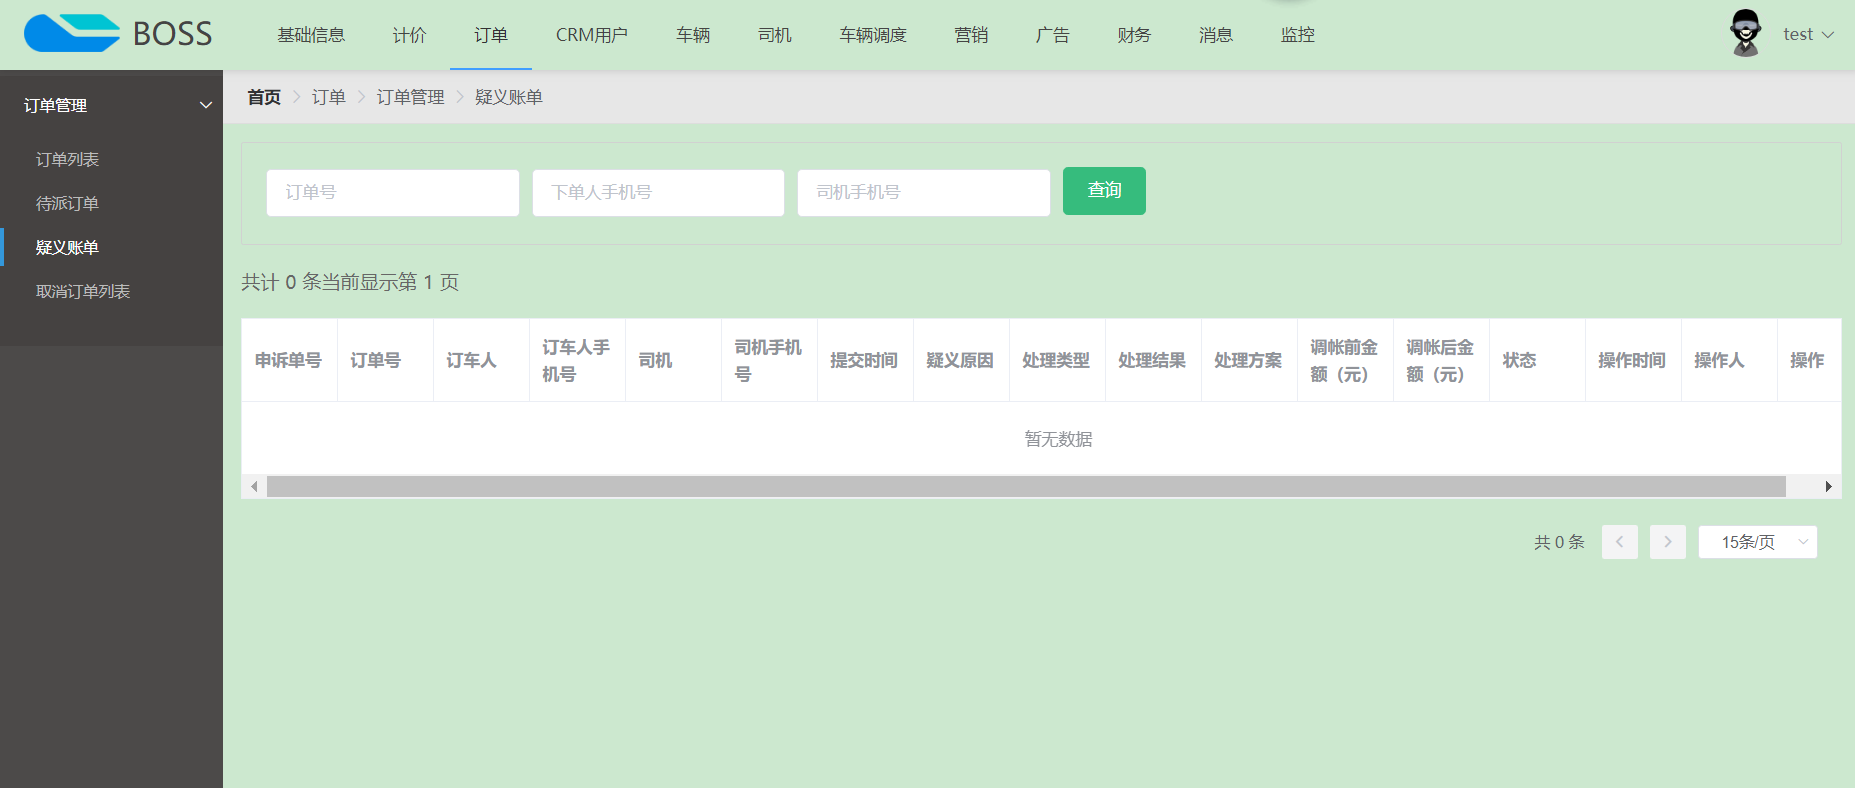 BOSS
基础信息 计价 订单 CRM用户 车辆 司机 车辆调度 营销 广告 财务 消息 监控
test
订单管理
订单列表
待派订单
疑义账单
取消订单列表
首页 订单 订单管理 疑义账单
订单号 下单人手机号 司机手机号 查询
共计 0 条当前显示第 1 页
申诉单号
订单号
订车人
订车人手
机号
司机
司机手机
号
提交时间
疑义原因
处理类型
处理结果
处理方案
调帐前金
额（元）
调帐后金
额（元）
状态
操作时间
操作人
操作
暂无数据
共 0 条 15条/页